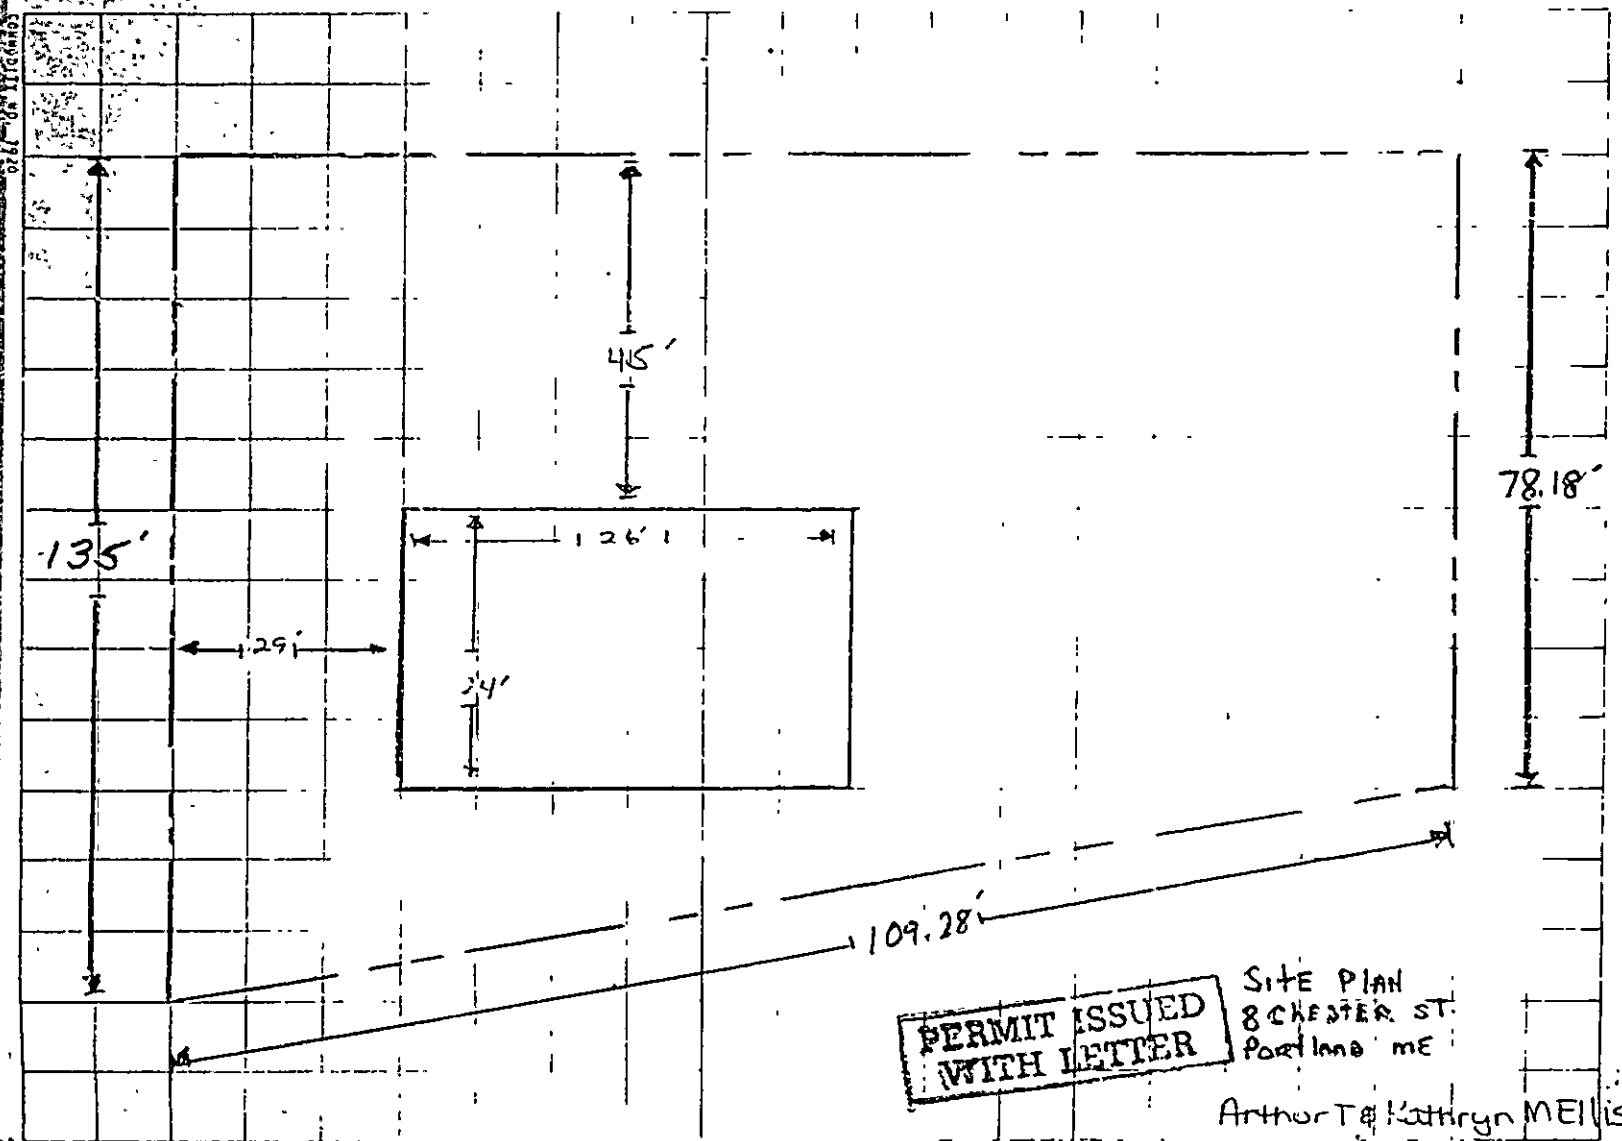 45'
78.18'
26'
135'
29'
24'
109.28'
PERMIT ISSUED
WITH LETTER
SITE PLAN
8 CHESTER ST.
Portland ME
Arthur T & Kathryn MEllis